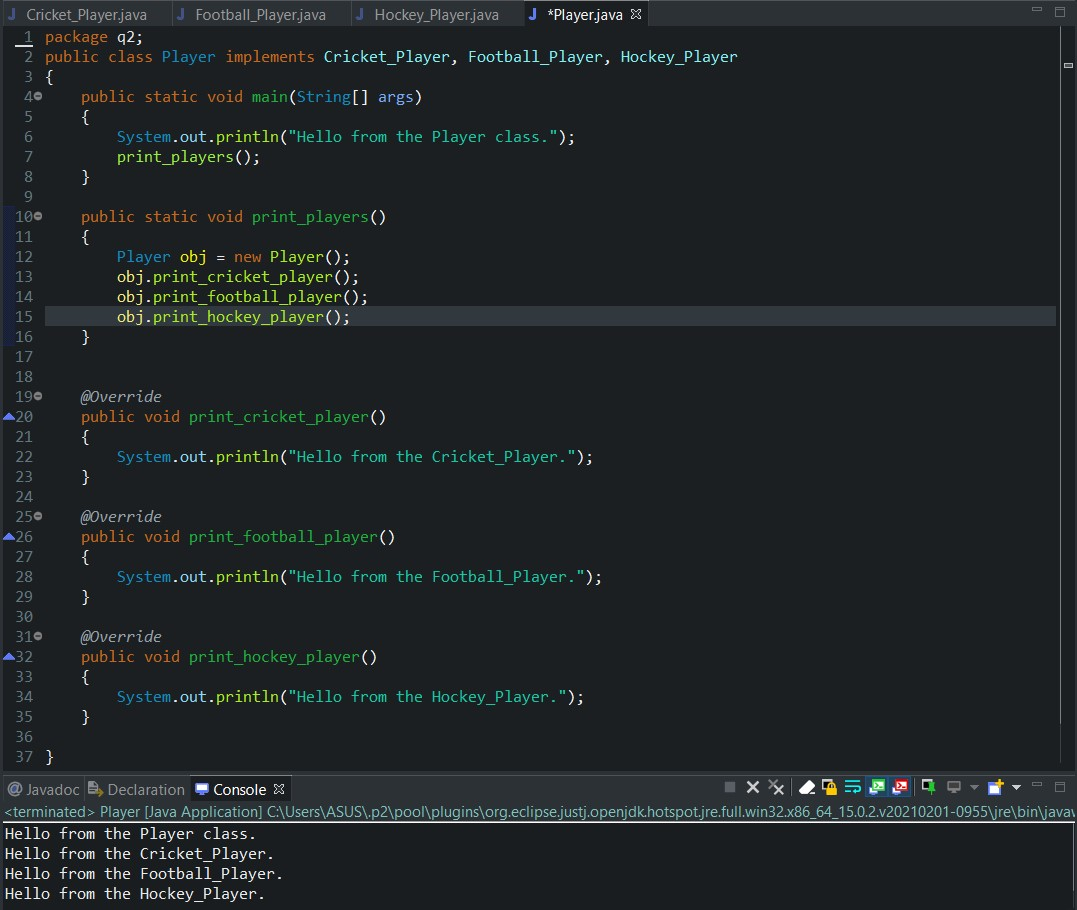 Cricket_Player.java Football_Player.java Hockey_Player.java *Player.java
1 package q2;
2 public class Player implements Cricket_Player, Football_Player, Hockey_Player
3 {
4 public static void main(String[] args)
5 {
6 System.out.println("Hello from the Player class.");
7 print_players();
8 }
9
10 public static void print_players()
11 {
12 Player obj = new Player();
13 obj.print_cricket_player();
14 obj.print_football_player();
15 obj.print_hockey_player();
16 }
17
18
19 @Override
20 public void print_cricket_player()
21 {
22 System.out.println("Hello from the Cricket_Player.");
23 }
24
25 @Override
26 public void print_football_player()
27 {
28 System.out.println("Hello from the Football_Player.");
29 }
30
31 @Override
32 public void print_hockey_player()
33 {
34 System.out.println("Hello from the Hockey_Player.");
35 }
36
37 }
@ Javadoc Declaration Console
<terminated> Player [Java Application] C:\Users\ASUS\.p2\pool\plugins\org.eclipse.justj.openjdk.hotspot.jre.full.win32.x86_64_15.0.2.v20210201-0955\jre\bin\javaw
Hello from the Player class.
Hello from the Cricket_Player.
Hello from the Football_Player.
Hello from the Hockey_Player.